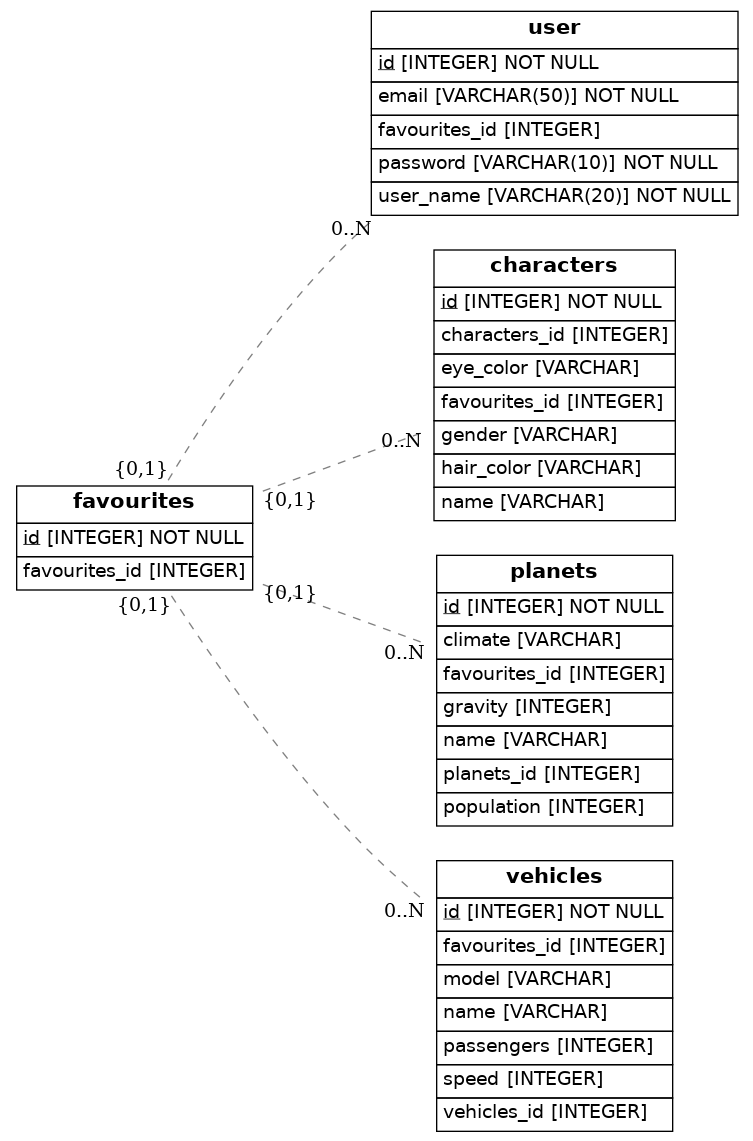 user
id [INTEGER] NOT NULL
email [VARCHAR(50)] NOT NULL
favourites_id [INTEGER]
password [VARCHAR(10)] NOT NULL
user_name [VARCHAR(20)] NOT NULL
0..N
characters
id [INTEGER] NOT NULL
characters_id [INTEGER]
eye_color [VARCHAR]
favourites_id [INTEGER]
gender [VARCHAR]
hair_color [VARCHAR]
name [VARCHAR]
0..N
{0,1}
{0,1}
favourites
id [INTEGER] NOT NULL
favourites_id [INTEGER]
{0,1}
{0,1}
planets
id [INTEGER] NOT NULL
climate [VARCHAR]
favourites_id [INTEGER]
gravity [INTEGER]
name [VARCHAR]
planets_id [INTEGER]
population [INTEGER]
0..N
vehicles
id [INTEGER] NOT NULL
favourites_id [INTEGER]
model [VARCHAR]
name [VARCHAR]
passengers [INTEGER]
speed [INTEGER]
vehicles_id [INTEGER]
0..N